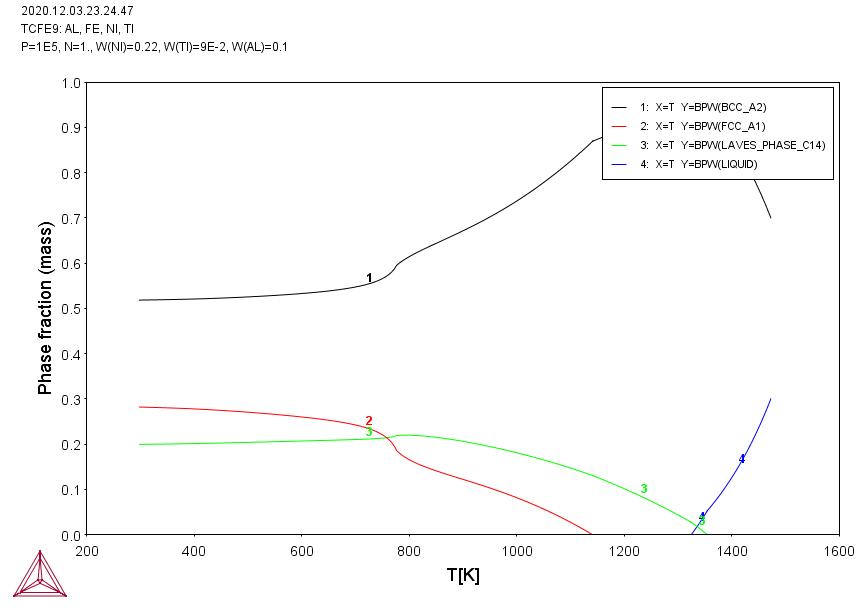 2020.12.03.23.24.47
TCFE9: AL, FE, NI, TI
P=1E5, N=1., W(NI)=0.22, W(TI)=9E-2, W(AL)=0.1
1.0
0.9
0.8
0.7
0.6
0.5
0.4
0.3
0.2
0.1
0.0
Phase fraction (mass)
1: X=T Y=BPW(BCC_A2)
2: X=T Y=BPW(FCC_A1)
3: X=T Y=BPW(LAVES_PHASE_C14)
4: X=T Y=BPW(LIQUID)
1
2
3
4
3
4
3
200 400 600 800 1000 1200 1400 1600
T[K]